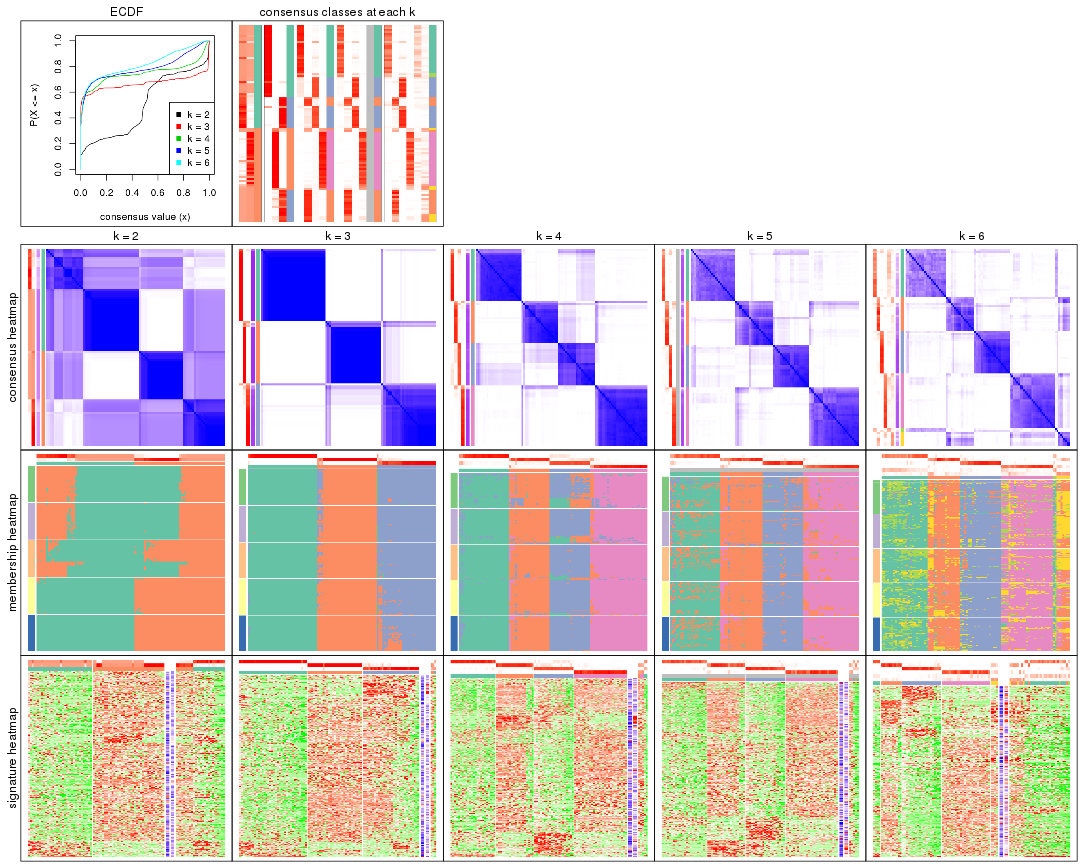 ECDF
consensus classes at each k
P(X <= x)
0.0 0.2 0.4 0.6 0.8 1.0
k = 2
k = 3
k = 4
k = 5
k = 6
0.0 0.2 0.4 0.6 0.8 1.0
consensus value (x)
k = 2
k = 3
k = 4
k = 5
k = 6
consensus heatmap
membership heatmap
signature heatmap